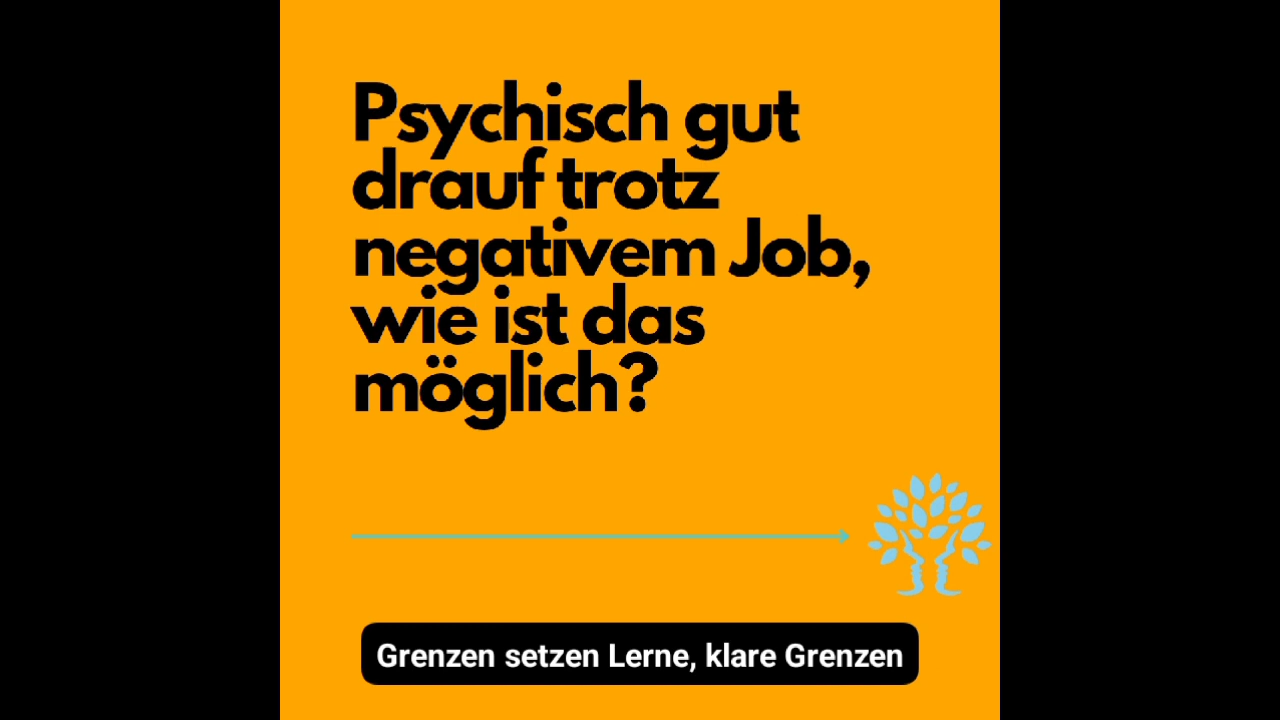 Psychisch gut
drauf trotz
negativem Job,
wie ist das
möglich?
Grenzen setzen Lerne, klare Grenzen